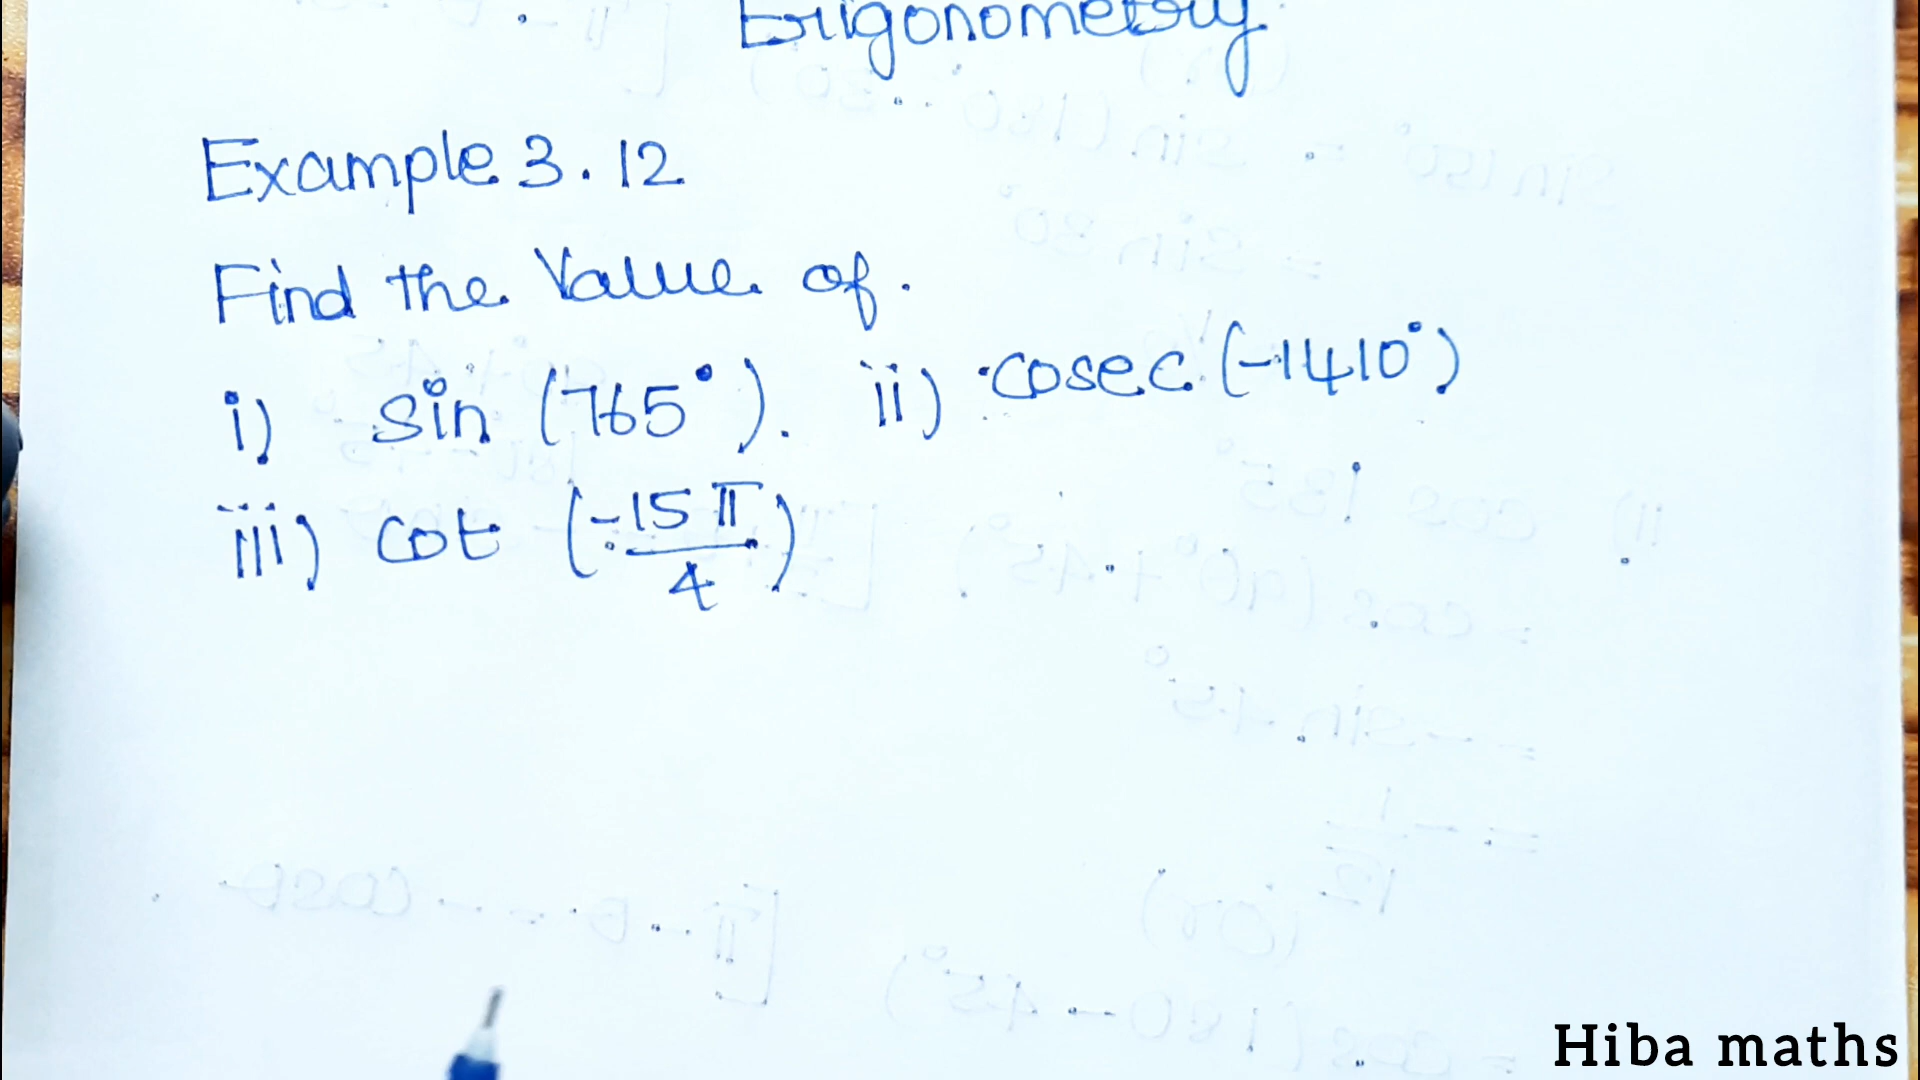 trigonometry
Example 3.12
Find the Value of.
i) sin (765°). ii) cosec (-1410°)
iii) cot (-15π/4)
Hiba maths